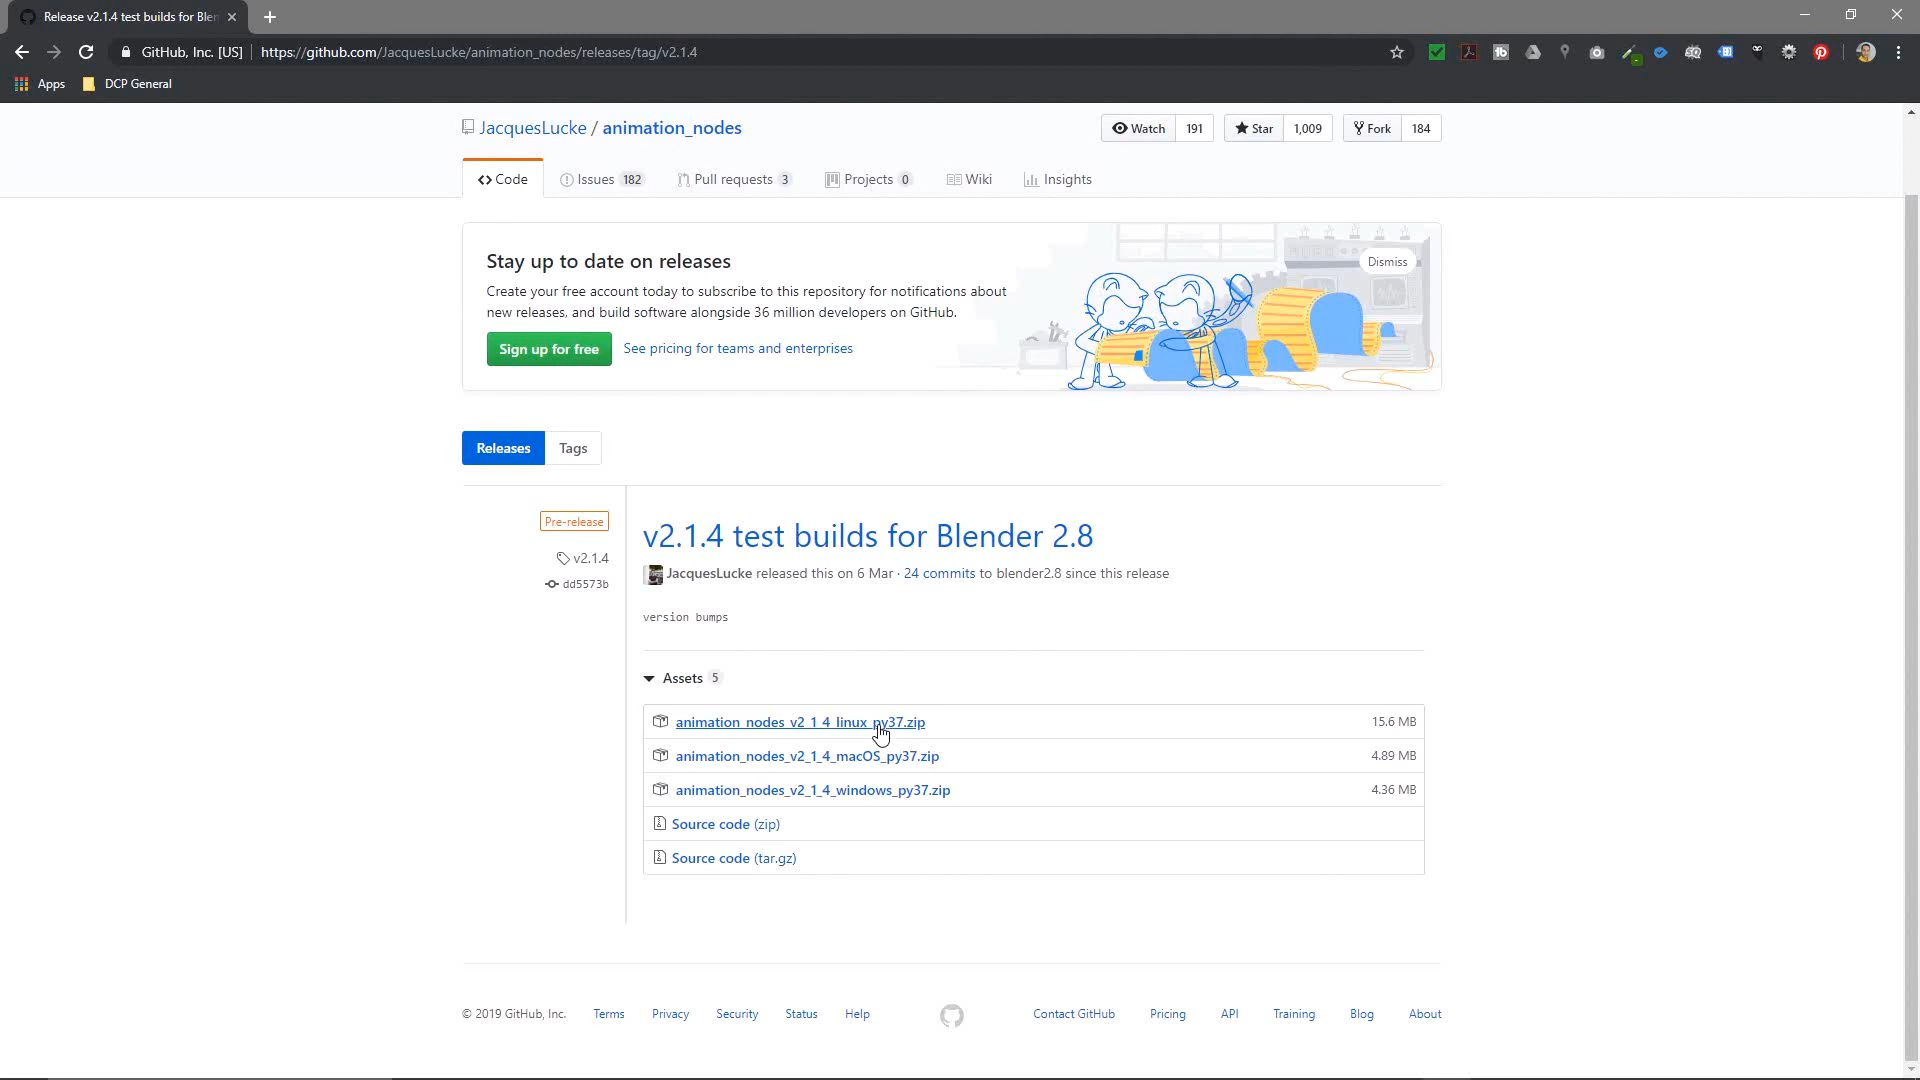 Release v2.1.4 test builds for Blen
GitHub, Inc. [US] https://github.com/JacquesLucke/animation_nodes/releases/tag/v2.1.4
Apps DCP General
JacquesLucke / animation_nodes
Watch 191 Star 1,009 Fork 184
Code Issues 182 Pull requests 3 Projects 0 Wiki Insights
Stay up to date on releases
Dismiss
Create your free account today to subscribe to this repository for notifications about
new releases, and build software alongside 36 million developers on GitHub.
Sign up for free See pricing for teams and enterprises
Releases Tags
Pre-release
v2.1.4
dd5573b
v2.1.4 test builds for Blender 2.8
JacquesLucke released this on 6 Mar · 24 commits to blender2.8 since this release
version bumps
Assets 5
animation_nodes_v2_1_4_linux_py37.zip 15.6 MB
animation_nodes_v2_1_4_macOS_py37.zip 4.89 MB
animation_nodes_v2_1_4_windows_py37.zip 4.36 MB
Source code (zip)
Source code (tar.gz)
© 2019 GitHub, Inc. Terms Privacy Security Status Help Contact GitHub Pricing API Training Blog About